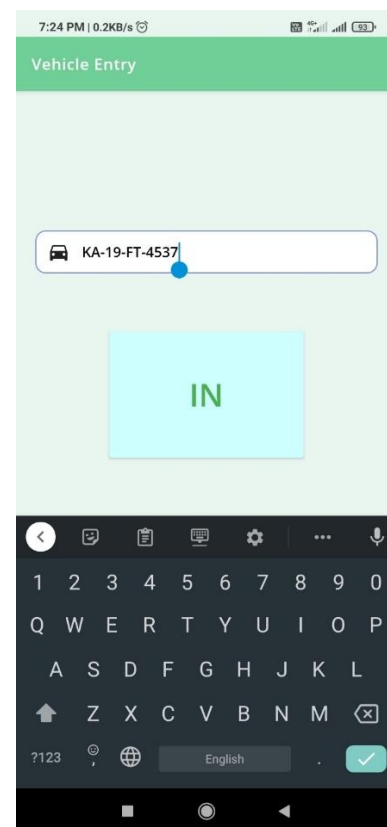 7:24 PM | 0.2KB/s
4G+
93
Vehicle Entry
KA-19-FT-4537
IN
1 2 3 4 5 6 7 8 9 0
Q W E R T Y U I O P
A S D F G H J K L
Z X C V B N M
?123 , English .